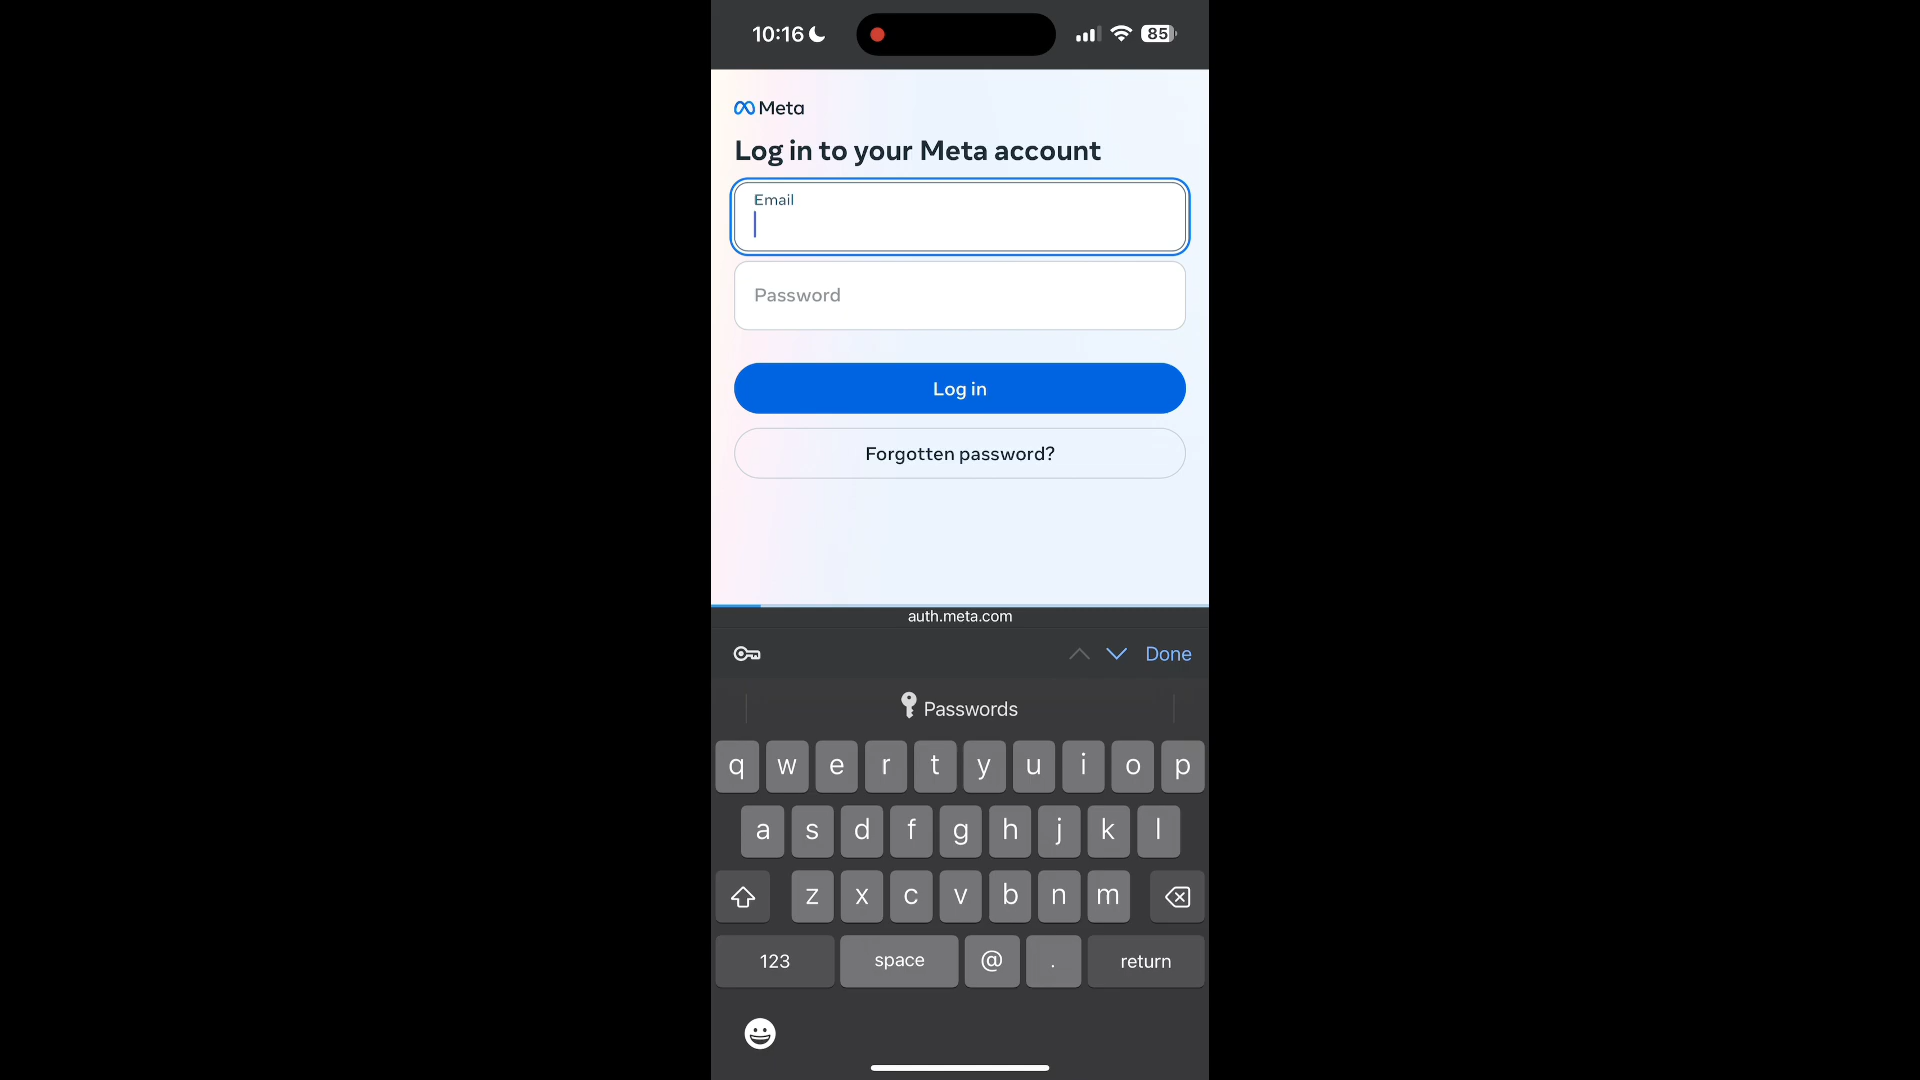 10:16
85
Meta
Log in to your Meta account
Email
Password
Log in
Forgotten password?
auth.meta.com
Done
Passwords
q w e r t y u i o p
a s d f g h j k l
z x c v b n m
123 space @ . return